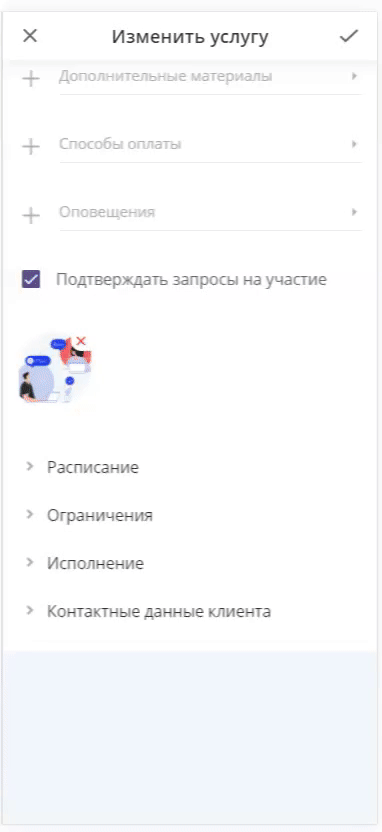 Изменить услугу
Дополнительные материалы
Способы оплаты
Оповещения
Подтверждать запросы на участие
Расписание
Ограничения
Исполнение
Контактные данные клиента